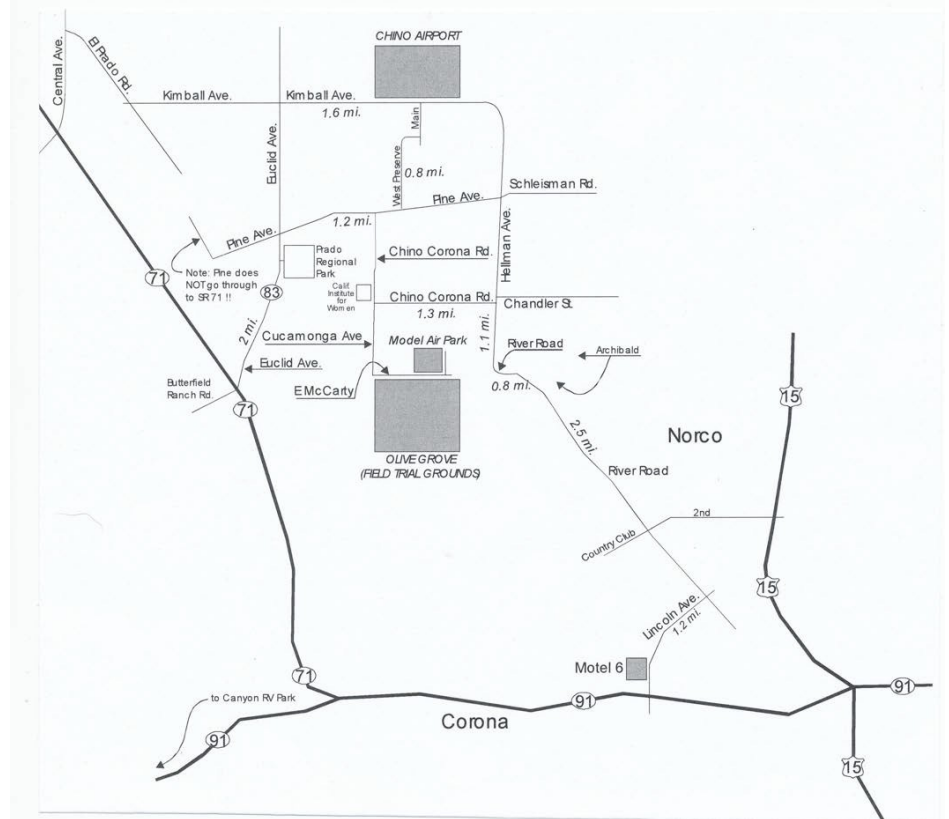 CHINO AIRPORT
Central Ave.
El Prado Rd.
Kimball Ave.
Kimball Ave.
1.6 mi.
Main
Euclid Ave.
West Preserve
0.8 mi.
Schleisman Rd.
Pine Ave.
1.2 mi.
Pine Ave.
Hellman Ave.
Prado
Regional
Park
Chino Corona Rd.
71
Note: Pine does
NOT go through
to SR 71 !!
83
Calif.
Institute
for
Women
Chino Corona Rd.
Chandler St.
1.3 mi.
2 mi.
Cucamonga Ave
Model Air Park
1.1 mi.
River Road
Archibald
Euclid Ave.
Butterfield
Ranch Rd.
E McCarty
0.8 mi.
71
15
2.5 mi.
Norco
OLIVE GROVE
(FIELD TRIAL GROUNDS)
River Road
2nd
Country Club
15
Lincoln Ave.
1.2 mi.
Motel 6
71
to Canyon RV Park
91
91
Corona
91
15